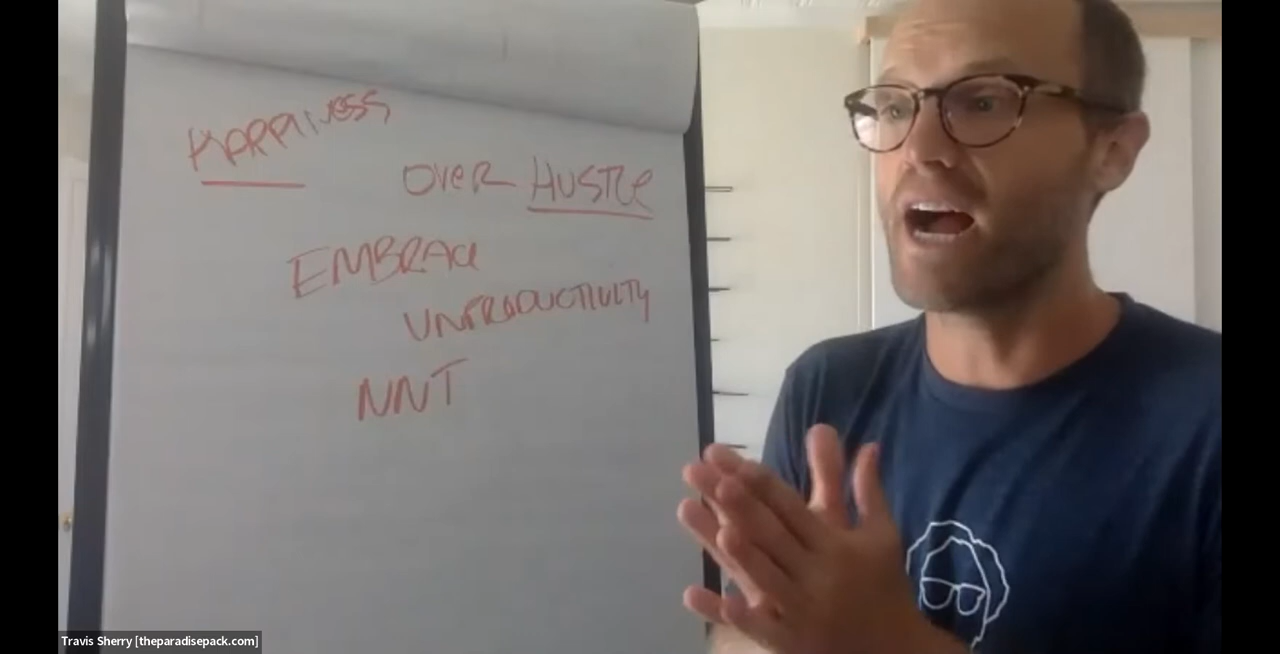 HAPPINESS
OVER HUSTLE
EMBRACE
UNPRODUCTIVITY
NNT
Travis Sherry [theparadisepack.com]